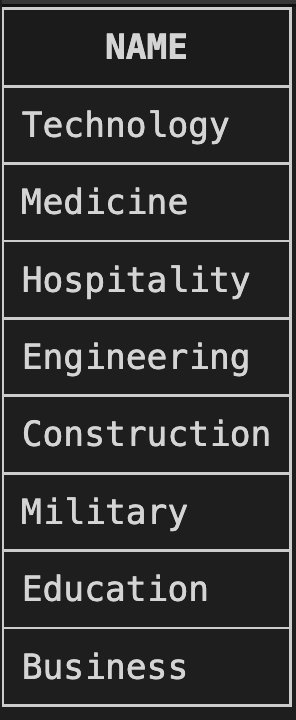 NAME
Technology
Medicine
Hospitality
Engineering
Construction
Military
Education
Business